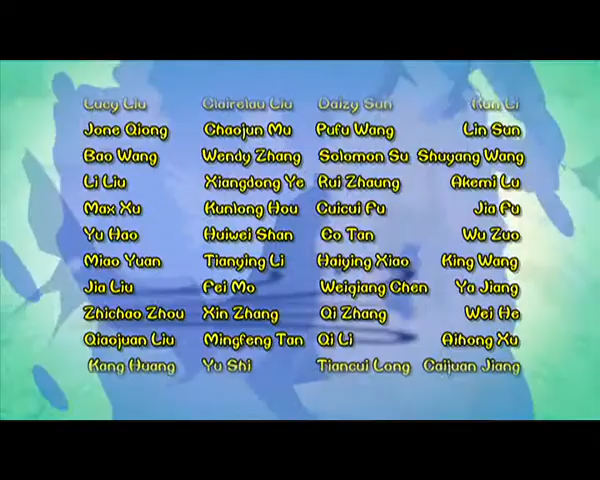 Lucy Liu Clairelau Liu Daizy Sun Kun Li
Jone Qiong Chaojun Mu Pufu Wang Lin Sun
Bao Wang Wendy Zhang Solomon Su Shuyang Wang
Li Liu Xiangdong Ye Rui Zhaung Akemi Lu
Max Xu Kunlong Hou Cuicui Fu Jia Fu
Yu Hao Huiwei Shan Bo Tan Wu Zuo
Miao Yuan Tianying Li Haiying Xiao King Wang
Jia Liu Fei Mo Weiqiang Chen Ya Jiang
Zhichao Zhou Xin Zhang Qi Zhang Wei He
Qiaojuan Liu Mingfeng Tan Qi Li Aihong Xu
Kang Huang Yu Shi Tiancui Long Caijuan Jiang